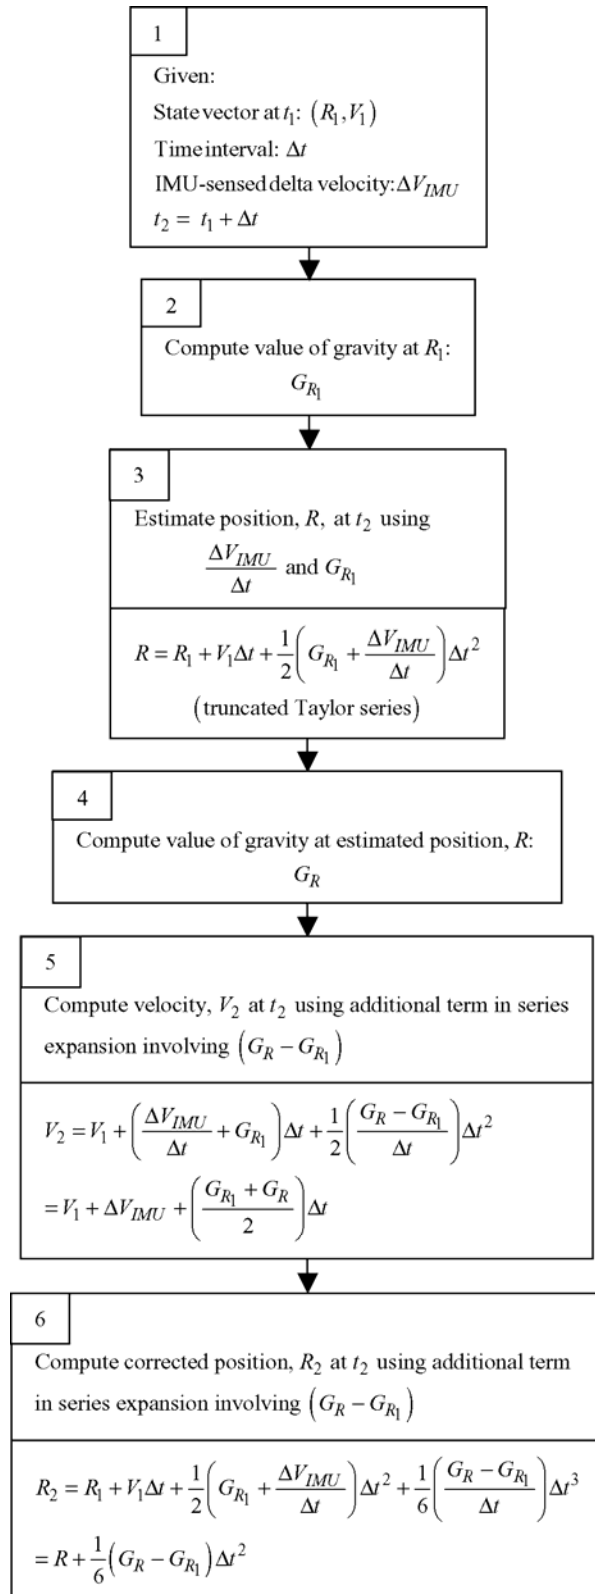 1
Given:
State vector at t₁: (R₁, V₁)
Time interval: Δt
IMU-sensed delta velocity: ΔV_IMU
t₂ = t₁ + Δt
2
Compute value of gravity at R₁:
G_R₁
3
Estimate position, R, at t₂ using
ΔV_IMU/Δt and G_R₁
R = R₁ + V₁Δt + 1/2(G_R₁ + ΔV_IMU/Δt)Δt²
(truncated Taylor series)
4
Compute value of gravity at estimated position, R:
G_R
5
Compute velocity, V₂ at t₂ using additional term in series
expansion involving (G_R − G_R₁)
V₂ = V₁ + (ΔV_IMU/Δt + G_R₁)Δt + 1/2((G_R − G_R₁)/Δt)Δt²
= V₁ + ΔV_IMU + ((G_R₁ + G_R)/2)Δt
6
Compute corrected position, R₂ at t₂ using additional term
in series expansion involving (G_R − G_R₁)
R₂ = R₁ + V₁Δt + 1/2(G_R₁ + ΔV_IMU/Δt)Δt² + 1/6((G_R − G_R₁)/Δt)Δt³
= R + 1/6(G_R − G_R₁)Δt²